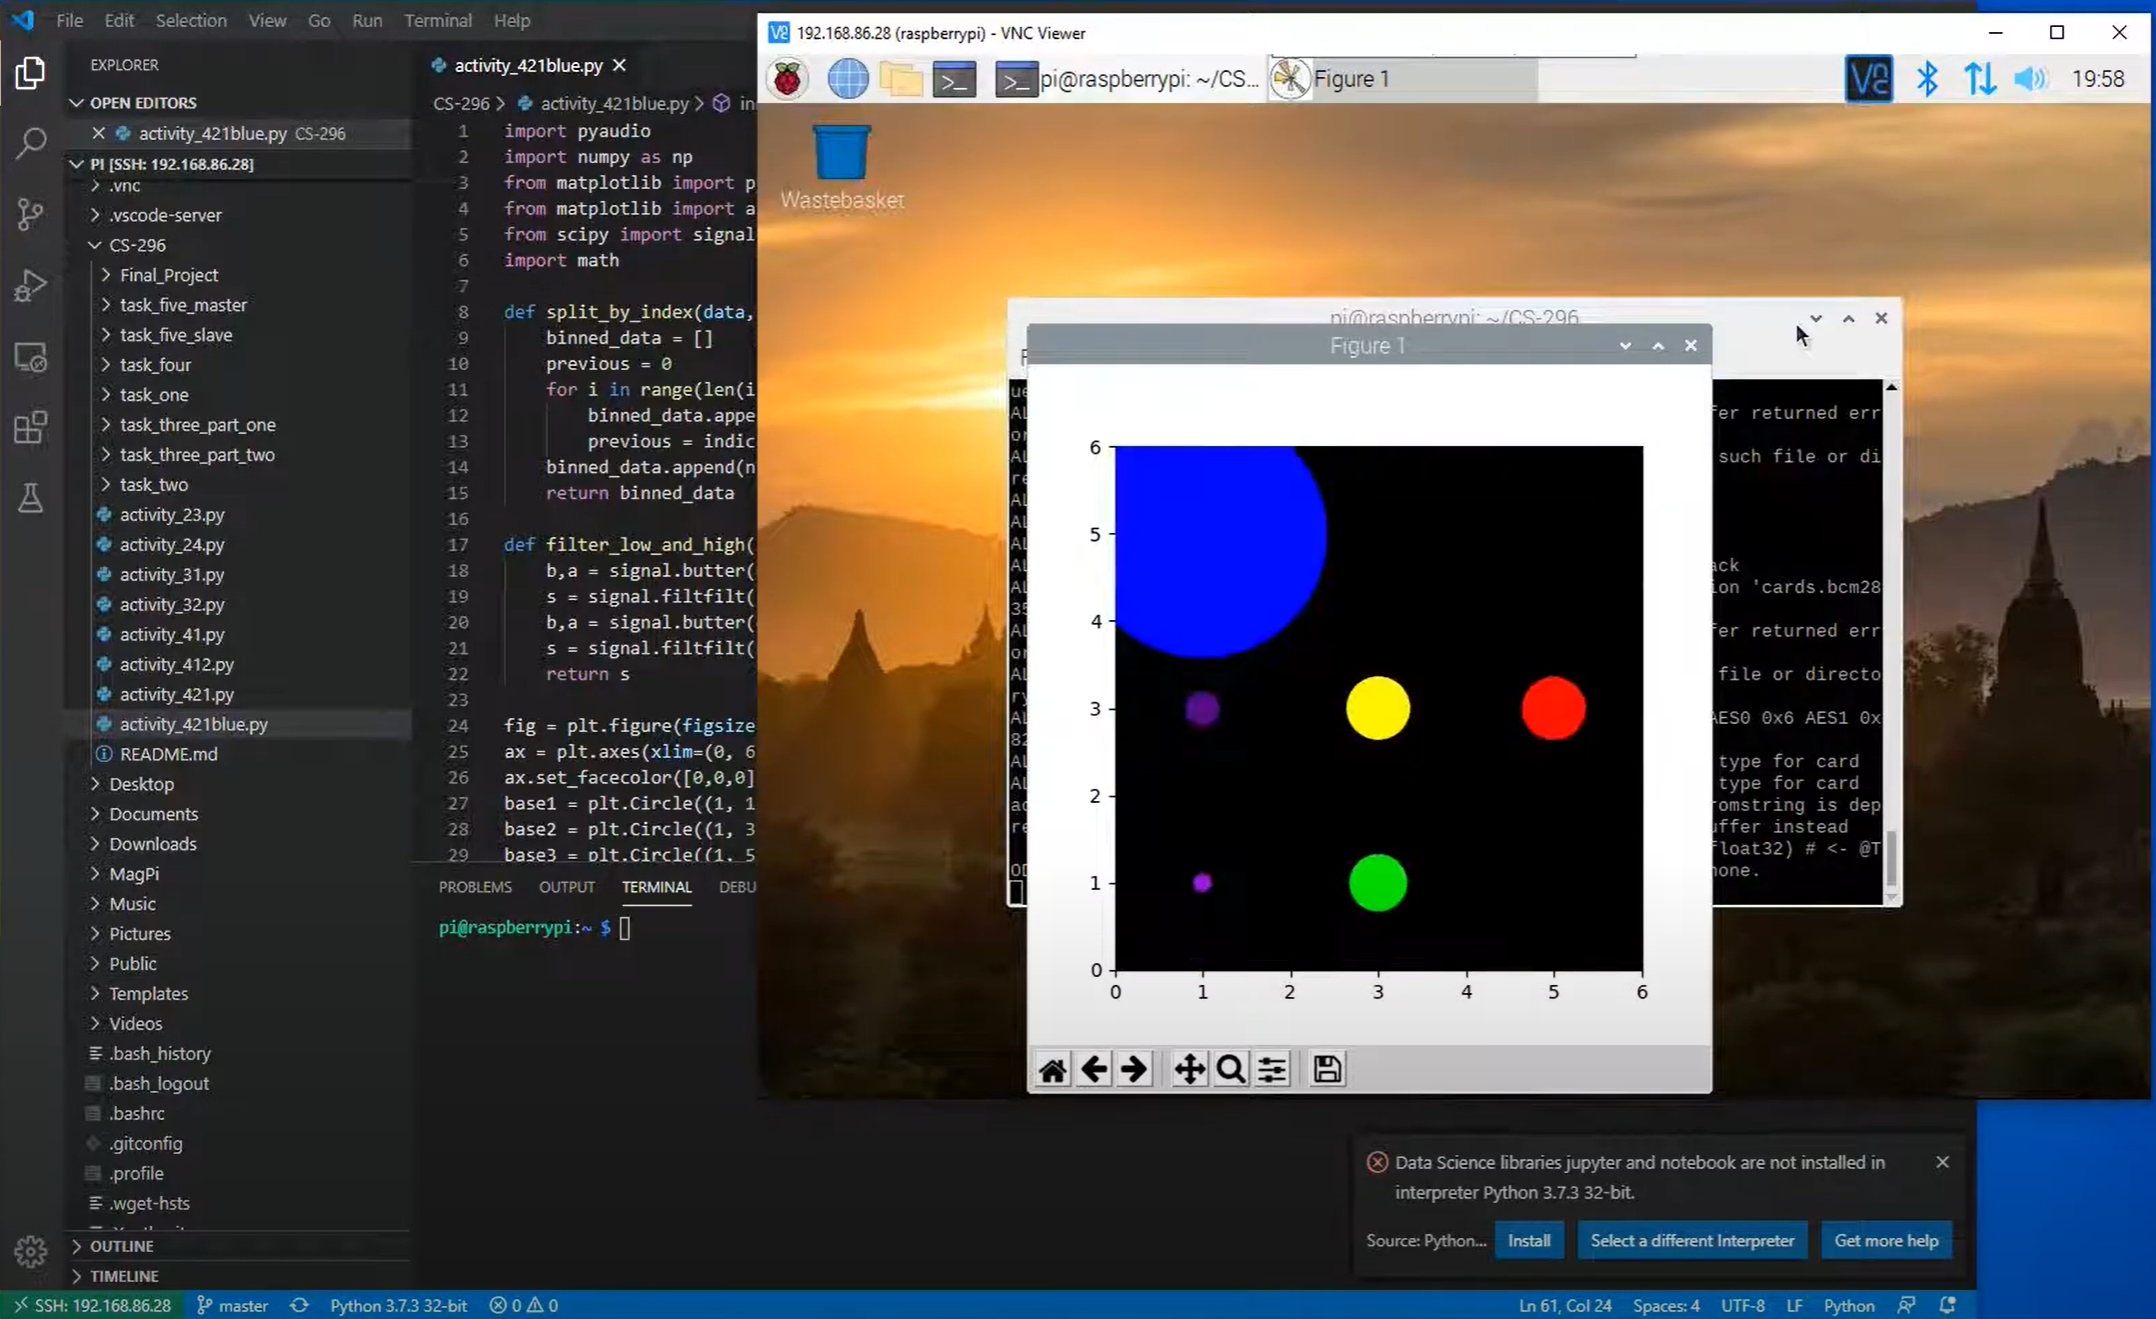 File Edit Selection View Go Run Terminal Help
EXPLORER
OPEN EDITORS
activity_421blue.py CS-296
PI [SSH: 192.168.86.28]
.vnc
.vscode-server
CS-296
Final_Project
task_five_master
task_five_slave
task_four
task_one
task_three_part_one
task_three_part_two
task_two
activity_23.py
activity_24.py
activity_31.py
activity_32.py
activity_41.py
activity_412.py
activity_421.py
activity_421blue.py
README.md
Desktop
Documents
Downloads
MagPi
Music
Pictures
Public
Templates
Videos
.bash_history
.bash_logout
.bashrc
.gitconfig
.profile
.wget-hsts
OUTLINE
TIMELINE
activity_421blue.py
CS-296 > activity_421blue.py > in
1 import pyaudio
2 import numpy as np
3 from matplotlib import p
4 from matplotlib import a
5 from scipy import signal
6 import math
7
8 def split_by_index(data,
9 binned_data = []
10 previous = 0
11 for i in range(len(i
12 binned_data.appe
13 previous = indic
14 binned_data.append(n
15 return binned_data
16
17 def filter_low_and_high(
18 b,a = signal.butter(
19 s = signal.filtfilt(
20 b,a = signal.butter(
21 s = signal.filtfilt(
22 return s
23
24 fig = plt.figure(figsize
25 ax = plt.axes(xlim=(0, 6
26 ax.set_facecolor([0,0,0]
27 base1 = plt.Circle((1, 1
28 base2 = plt.Circle((1, 3
29 base3 = plt.Circle((1, 5
PROBLEMS OUTPUT TERMINAL DEBU
pi@raspberrypi:~ $
192.168.86.28 (raspberrypi) - VNC Viewer
pi@raspberrypi: ~/CS... Figure 1 19:58
Wastebasket
pi@raspberrypi: ~/CS-296
Figure 1
fer returned err
such file or di
ack
ion 'cards.bcm28
35
fer returned err
file or directo
ry
AES0 0x6 AES1 0x
82
type for card
type for card
romstring is dep
uffer instead
float32) # <- @T
none.
6
5
4
3
2
1
0
0 1 2 3 4 5 6
Data Science libraries jupyter and notebook are not installed in
interpreter Python 3.7.3 32-bit.
Source: Python... Install Select a different Interpreter Get more help
SSH: 192.168.86.28 master Python 3.7.3 32-bit 0 0 Ln 61, Col 24 Spaces: 4 UTF-8 LF Python